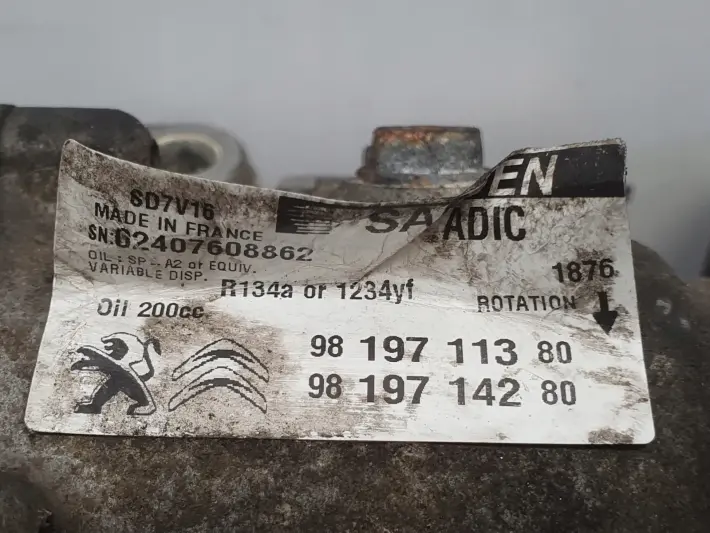 SD7V16
MADE IN FRANCE
SN:G2407608862
OIL: SP-A2 or EQUIV.
VARIABLE DISP.
R134a or 1234yf
Oil 200cc
1876
ROTATION
98 197 113 80
98 197 142 80